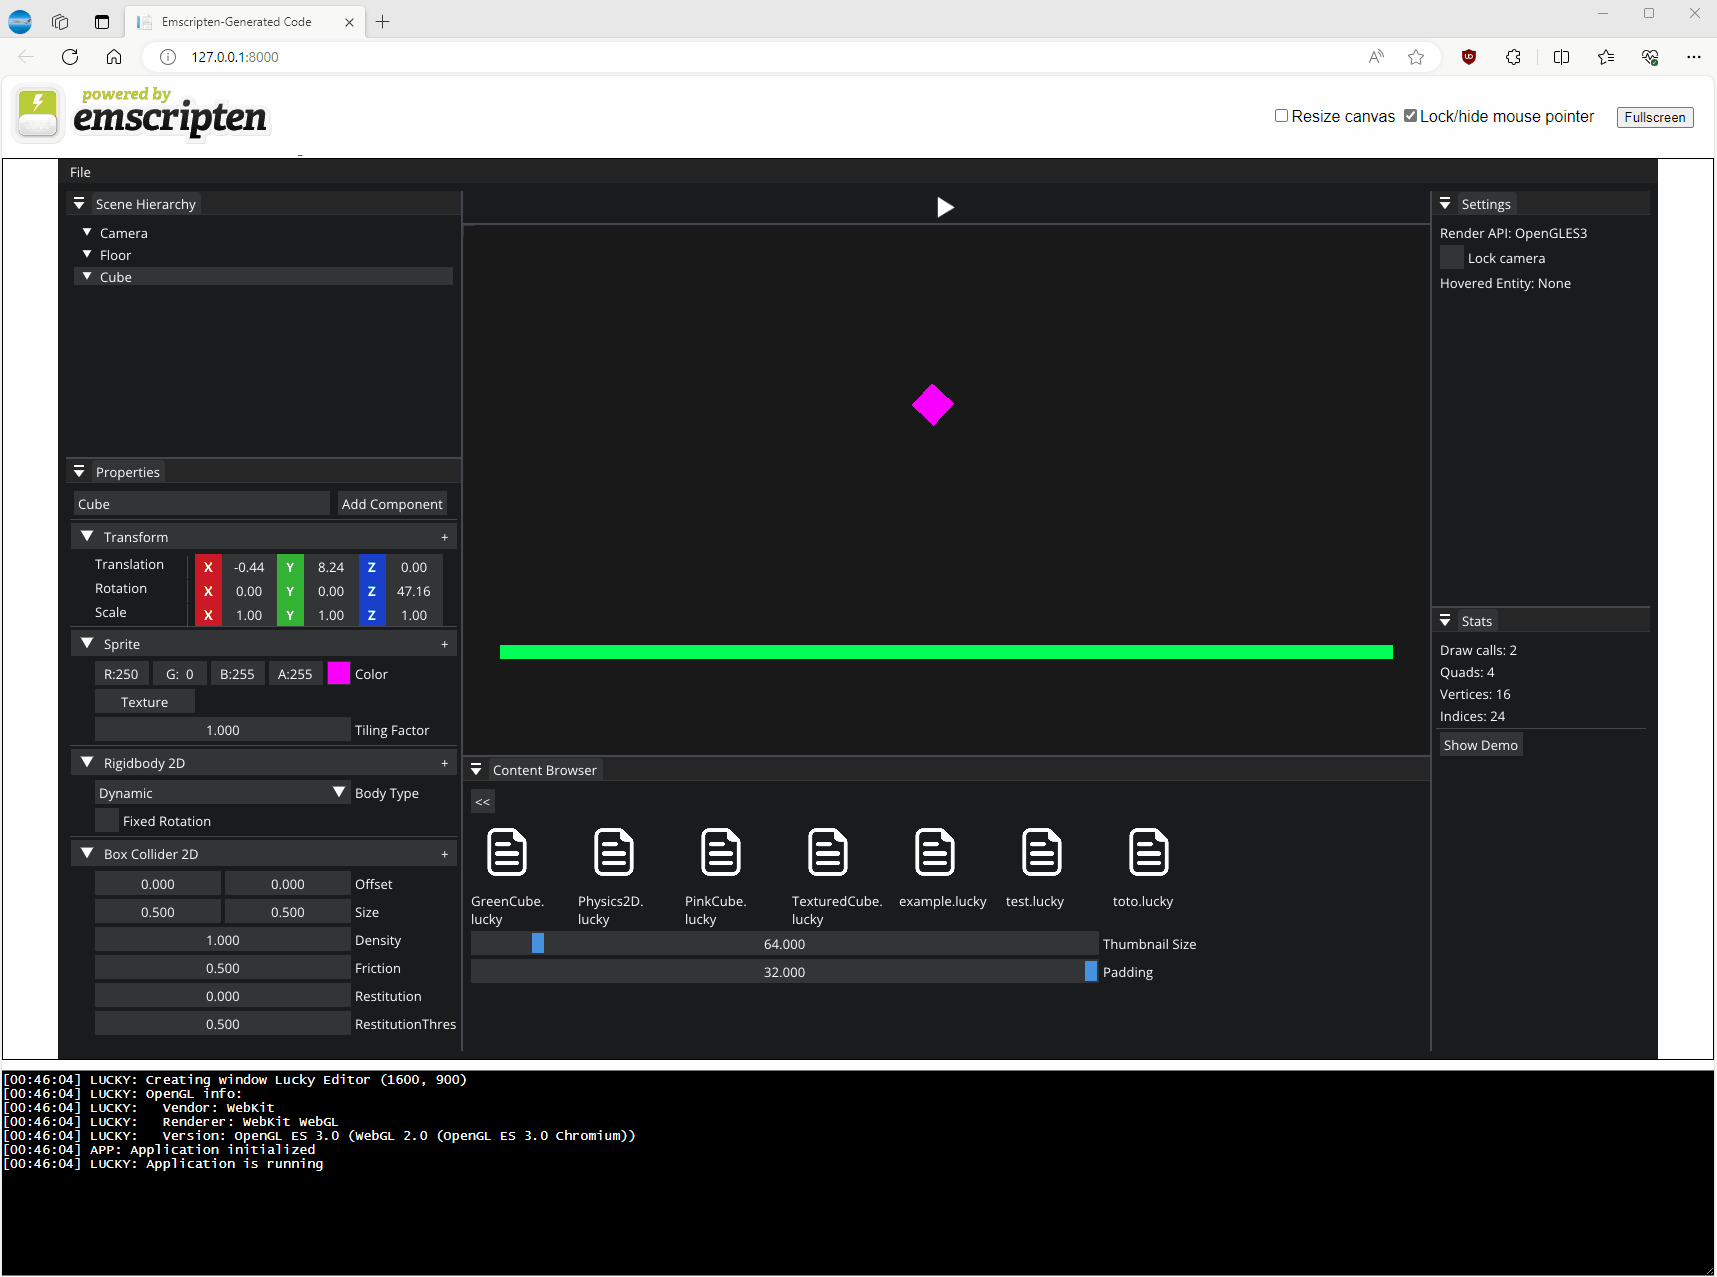 Emscripten-Generated Code
127.0.0.1:8000
powered by
emscripten
Resize canvas Lock/hide mouse pointer Fullscreen
File
Scene Hierarchy
Camera
Floor
Cube
Properties
Cube Add Component
Transform +
Translation X -0.44 Y 8.24 Z 0.00
Rotation X 0.00 Y 0.00 Z 47.16
Scale X 1.00 Y 1.00 Z 1.00
Sprite +
R:250 G: 0 B:255 A:255 Color
Texture
1.000 Tiling Factor
Rigidbody 2D +
Dynamic Body Type
Fixed Rotation
Box Collider 2D +
0.000 0.000 Offset
0.500 0.500 Size
1.000 Density
0.500 Friction
0.000 Restitution
0.500 RestitutionThres
Content Browser
<<
GreenCube.
lucky
Physics2D.
lucky
PinkCube.
lucky
TexturedCube.
lucky
example.lucky
test.lucky
toto.lucky
64.000 Thumbnail Size
32.000 Padding
Settings
Render API: OpenGLES3
Lock camera
Hovered Entity: None
Stats
Draw calls: 2
Quads: 4
Vertices: 16
Indices: 24
Show Demo
[00:46:04] LUCKY: Creating window Lucky Editor (1600, 900)
[00:46:04] LUCKY: OpenGL info:
[00:46:04] LUCKY:   Vendor: WebKit
[00:46:04] LUCKY:   Renderer: WebKit WebGL
[00:46:04] LUCKY:   Version: OpenGL ES 3.0 (WebGL 2.0 (OpenGL ES 3.0 Chromium))
[00:46:04] APP: Application initialized
[00:46:04] LUCKY: Application is running